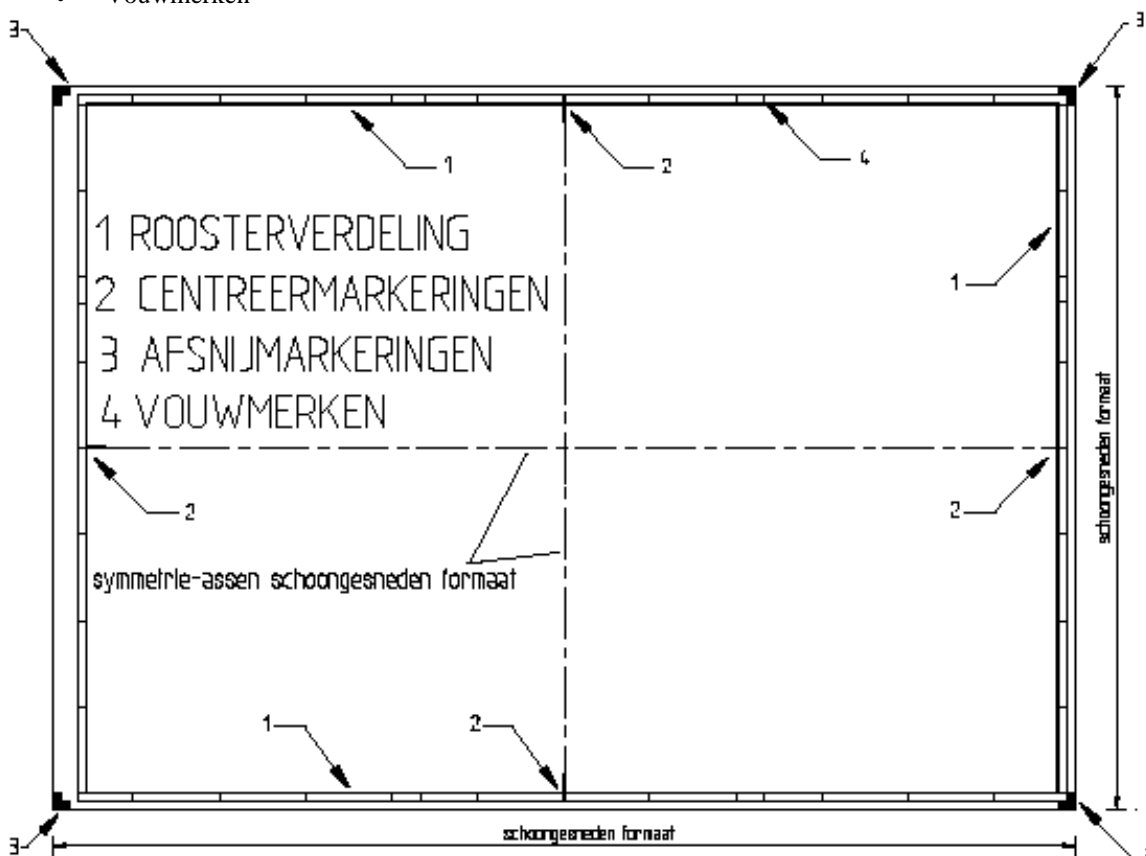 Vouwmerken
3 3
1 2 4
1 ROOSTERVERDELING
1
2 CENTREERMARKERINGEN
3 AFSNIJMARKERINGEN
4 VOUWMERKEN
schoongesneden formaat
2 2
symmetrie-assen schoongesneden formaat
1 2
schoongesneden formaat
3